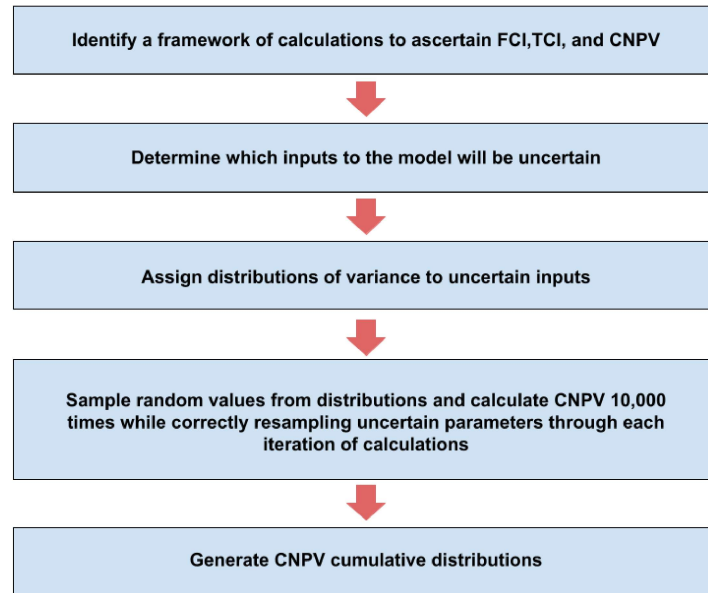 Identify a framework of calculations to ascertain FCI,TCI, and CNPV
Determine which inputs to the model will be uncertain
Assign distributions of variance to uncertain inputs
Sample random values from distributions and calculate CNPV 10,000
times while correctly resampling uncertain parameters through each
iteration of calculations
Generate CNPV cumulative distributions